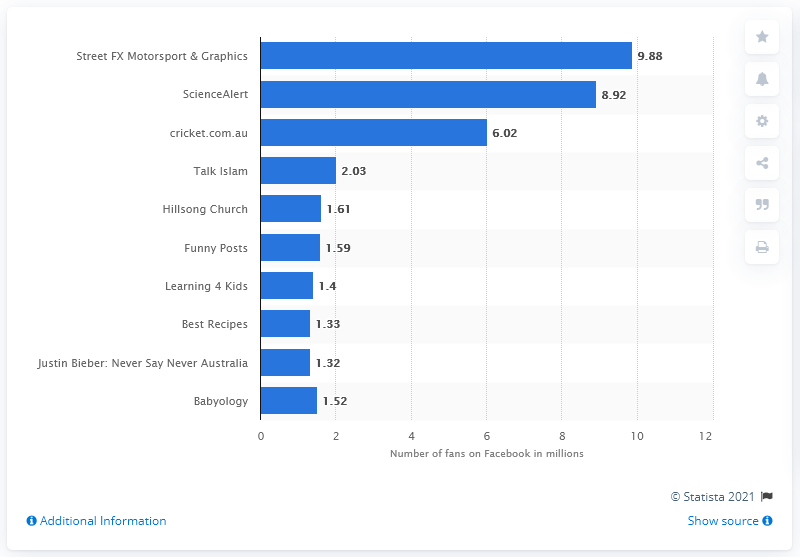 Street FX Motorsport & Graphics 9.88
ScienceAlert 8.92
cricket.com.au 6.02
Talk Islam 2.03
Hillsong Church 1.61
Funny Posts 1.59
Learning 4 Kids 1.4
Best Recipes 1.33
Justin Bieber: Never Say Never Australia 1.32
Babyology 1.52
0 2 4 6 8 10 12
Number of fans on Facebook in millions
© Statista 2021
Additional Information Show source